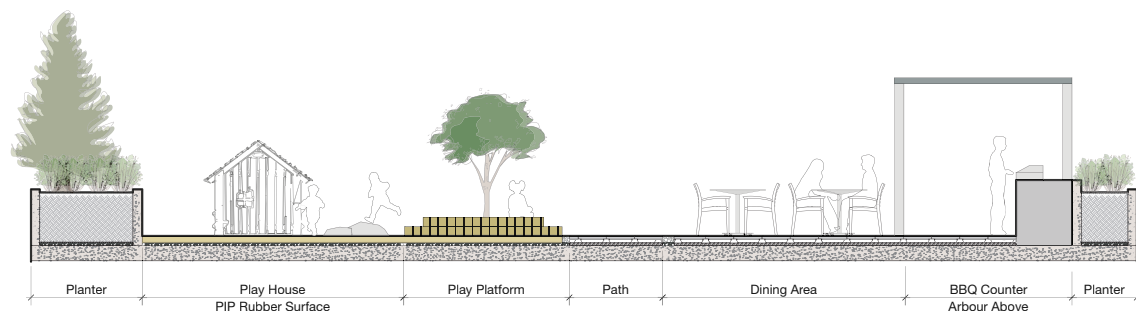 Planter
Play House
Play Platform
Path
Dining Area
BBQ Counter
Planter
PIP Rubber Surface
Arbour Above